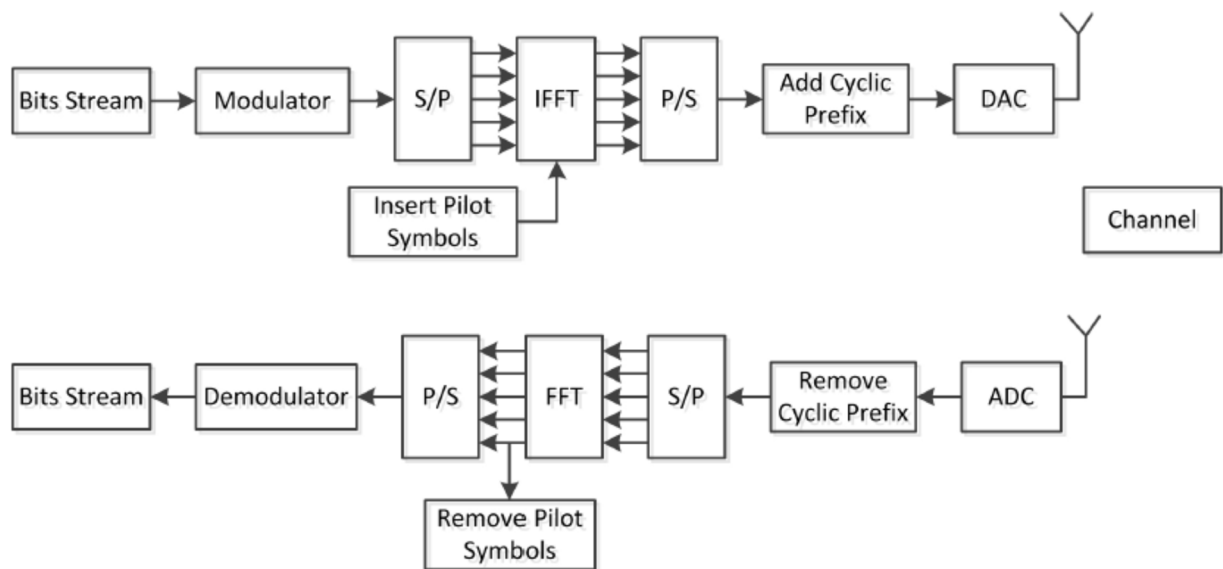 Bits Stream
Modulator
S/P
IFFT
P/S
Add Cyclic
Prefix
DAC
Insert Pilot
Symbols
Channel
Bits Stream
Demodulator
P/S
FFT
S/P
Remove
Cyclic Prefix
ADC
Remove Pilot
Symbols